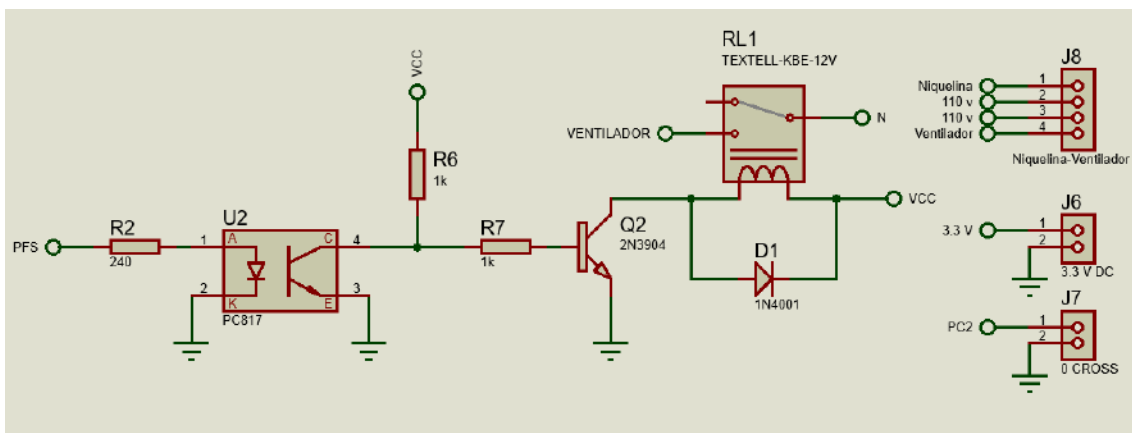 RL1
TEXTELL-KBE-12V
VCC
R6
1k
VENTILADOR
N
J8
Niquelina
110 v
110 v
Ventilador
1
2
3
4
Niquelina-Ventilador
PFS
R2
240
U2
1
A
C
4
2
K
E
3
PC817
R7
1k
Q2
2N3904
VCC
D1
1N4001
J6
3.3 V
1
2
3.3 V DC
J7
PC2
1
2
0 CROSS